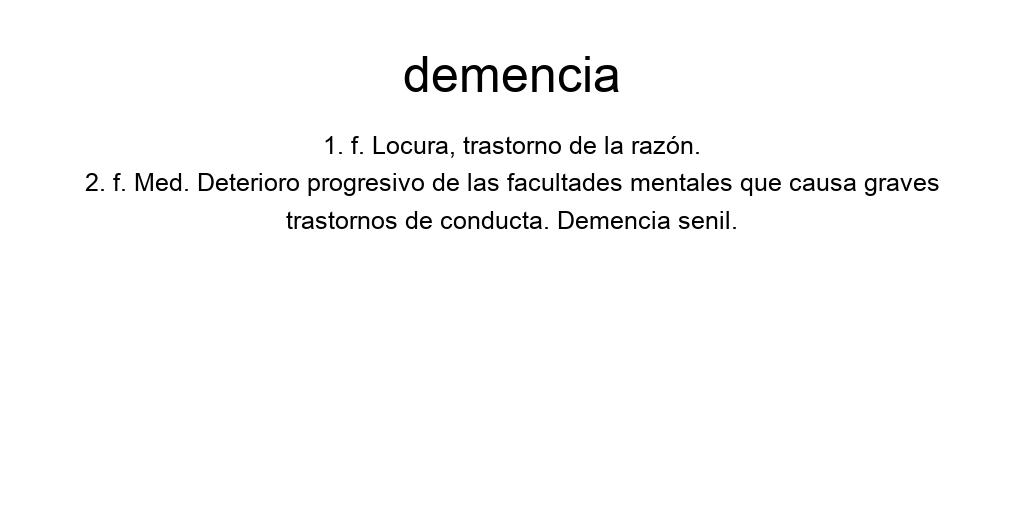 demencia
1. f. Locura, trastorno de la razón.
2. f. Med. Deterioro progresivo de las facultades mentales que causa graves
trastornos de conducta. Demencia senil.